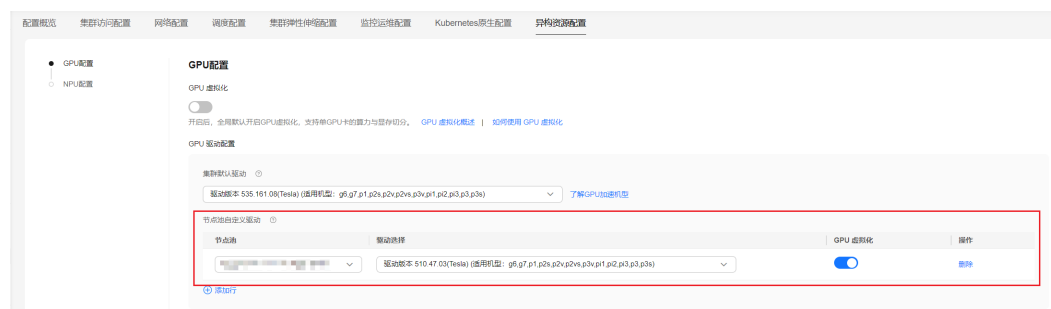 配置概览 集群访问配置 网络配置 调度配置 集群弹性伸缩配置 监控运维配置 Kubernetes原生配置 异构资源配置
GPU配置
NPU配置
GPU配置
GPU 虚拟化
开启后，全局默认开启GPU虚拟化，支持单GPU卡的算力与显存切分。 GPU 虚拟化概述 | 如何使用 GPU 虚拟化
GPU 驱动配置
集群默认驱动
驱动版本 535.161.08(Tesla) (适用机型：g6,g7,p1,p2s,p2v,p2vs,p3v,pi1,pi2,pi3,p3,p3s) 了解GPU加速机型
节点池自定义驱动
节点池 驱动选择 GPU 虚拟化 操作
驱动版本 510.47.03(Tesla) (适用机型：g6,g7,p1,p2s,p2v,p2vs,p3v,pi1,pi2,pi3,p3,p3s) 删除
添加行